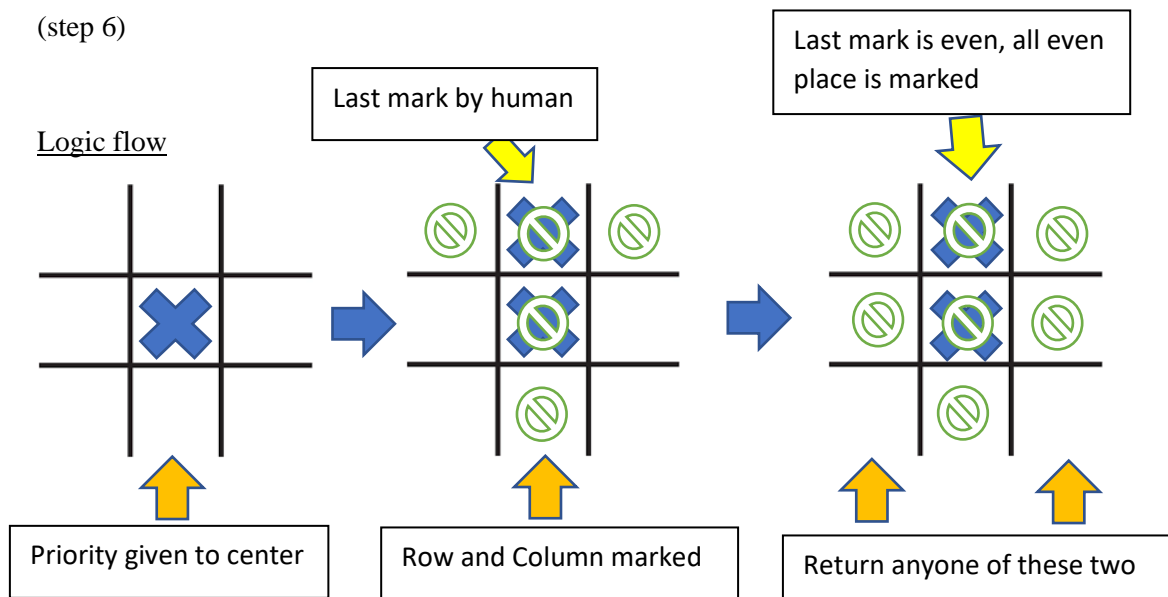 (step 6)
Last mark is even, all even
place is marked
Last mark by human
Logic flow
Priority given to center
Row and Column marked
Return anyone of these two